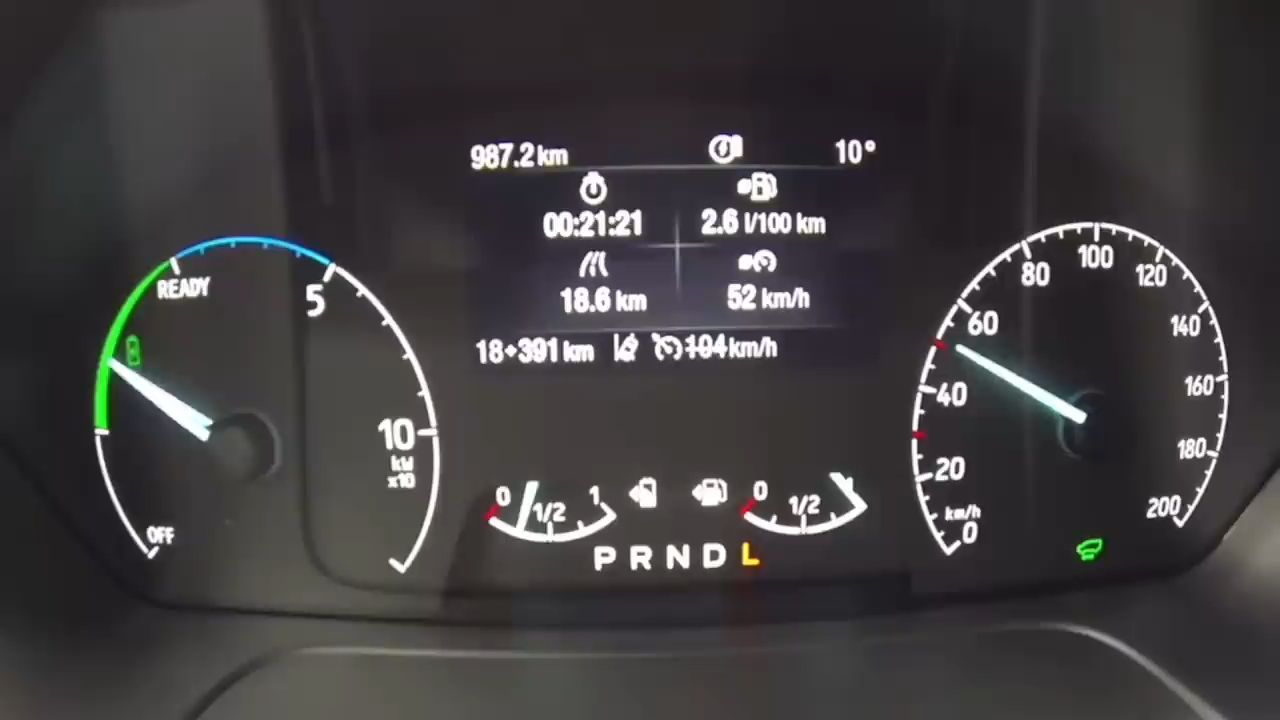 987.2 km 10°
00:21:21 2.6 l/100 km
18.6 km 52 km/h
18+391 km 104 km/h
READY
5
10
kW
x10
OFF
0 1/2 1
0 1/2
P R N D L
0
20
40
60
80
100
120
140
160
180
200
km/h